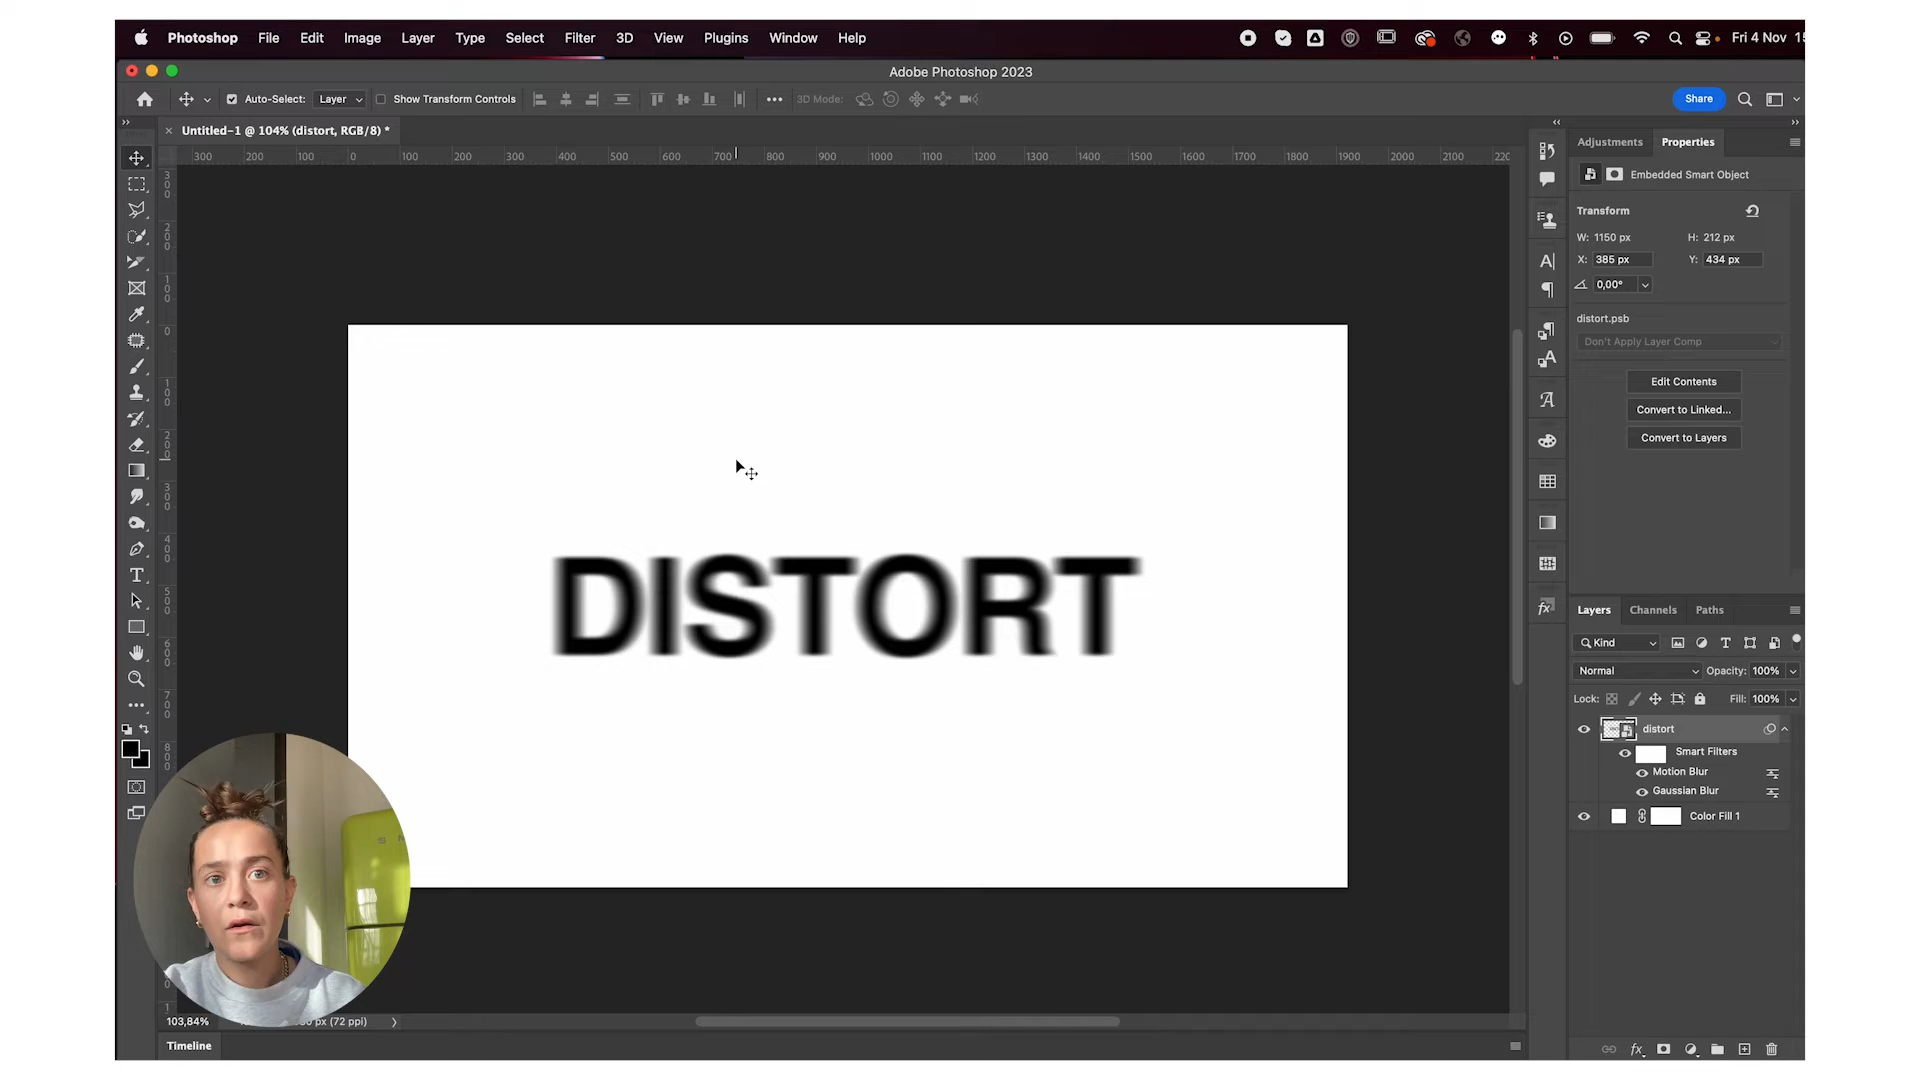 Photoshop File Edit Image Layer Type Select Filter 3D View Plugins Window Help Fri 4 Nov
Adobe Photoshop 2023
Auto-Select: Layer Show Transform Controls 3D Mode: Share
Untitled-1 @ 104% (distort, RGB/8) *
300 200 100 0 100 200 300 400 500 600 700 800 900 1000 1100 1200 1300 1400 1500 1600 1700 1800 1900 2000 2100
Adjustments Properties
Embedded Smart Object
Transform
W: 1150 px H: 212 px
X: 385 px Y: 434 px
0,00°
distort.psb
Don't Apply Layer Comp
Edit Contents
Convert to Linked...
Convert to Layers
DISTORT
Layers Channels Paths
Kind
Normal Opacity: 100%
Lock: Fill: 100%
distort
Smart Filters
Motion Blur
Gaussian Blur
Color Fill 1
103,84% px (72 ppi)
Timeline